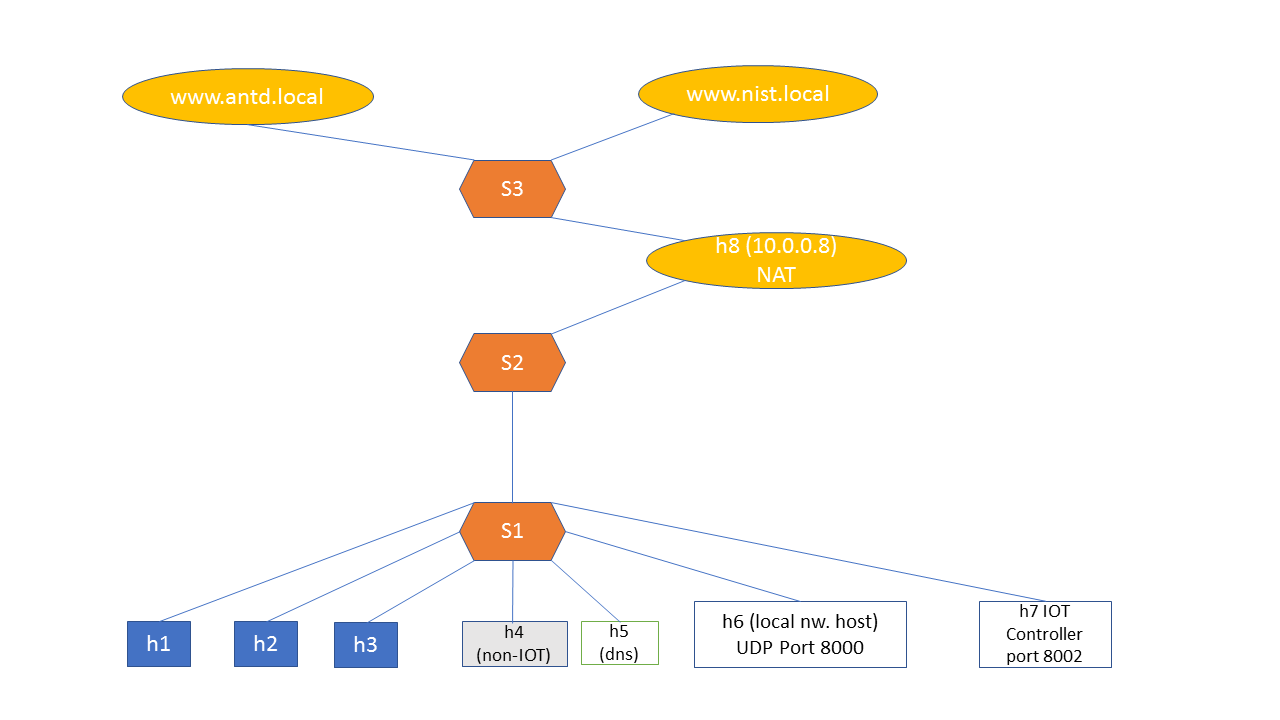 www.antd.local
www.nist.local
S3
h8 (10.0.0.8)
NAT
S2
S1
h1
h2
h3
h4
(non-IOT)
h5
(dns)
h6 (local nw. host)
UDP Port 8000
h7 IOT
Controller
port 8002